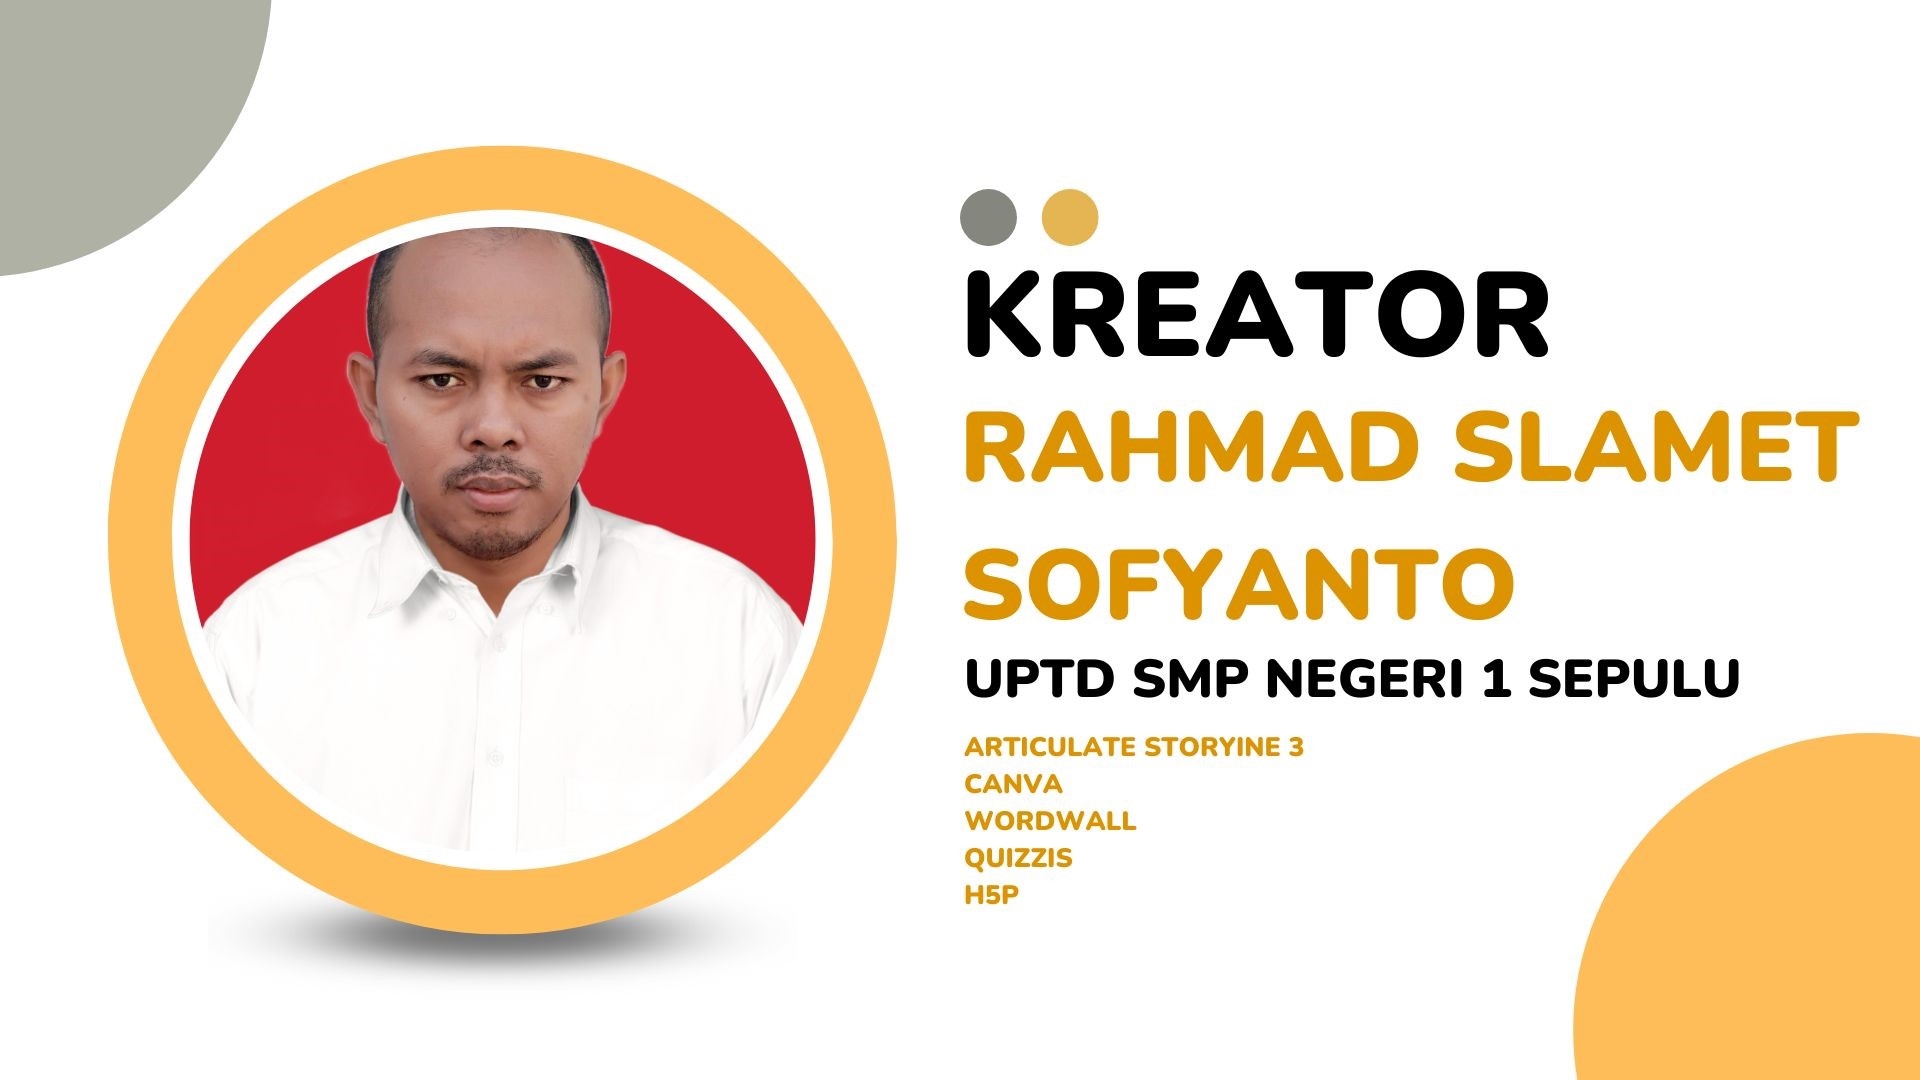 KREATOR
RAHMAD SLAMET
SOFYANTO
UPTD SMP NEGERI 1 SEPULU
ARTICULATE STORYINE 3
CANVA
WORDWALL
QUIZZIS
H5P